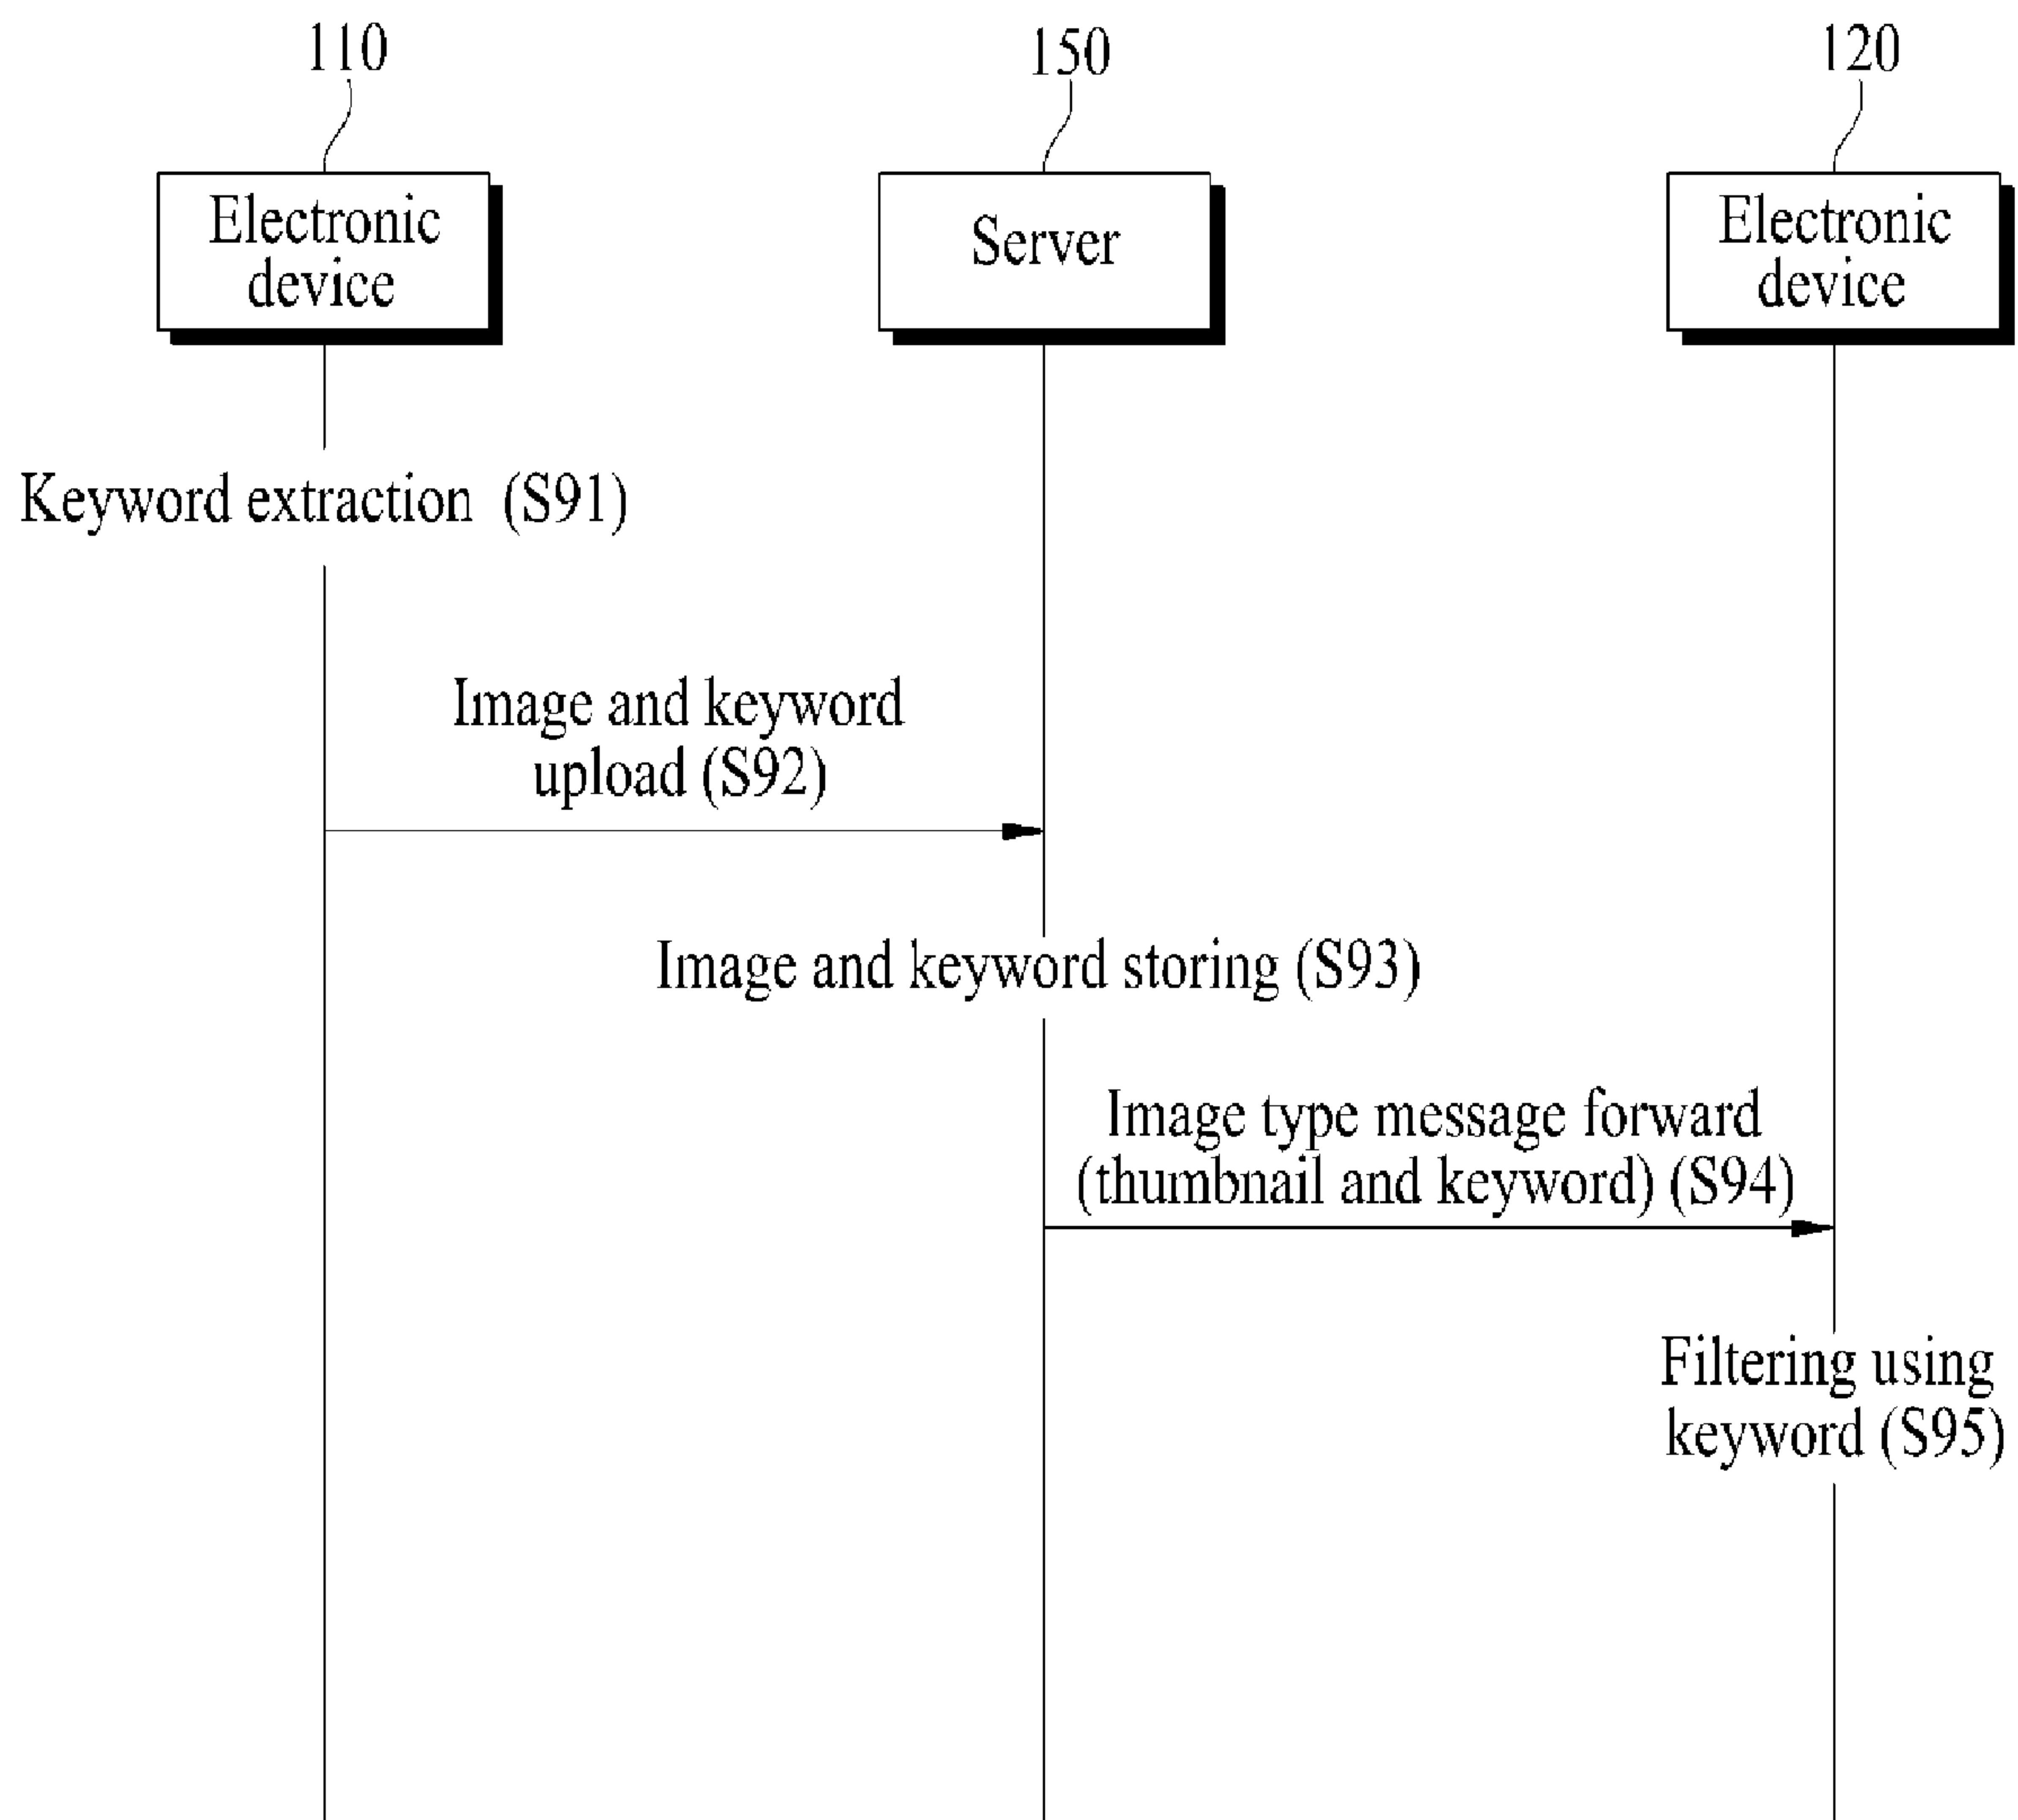 110
150
120
Electronic
device
Server
Electronic
device
Keyword extraction (S91)
Image and keyword
upload (S92)
Image and keyword storing (S93)
Image type message forward
(thumbnail and keyword) (S94)
Filtering using
keyword (S95)